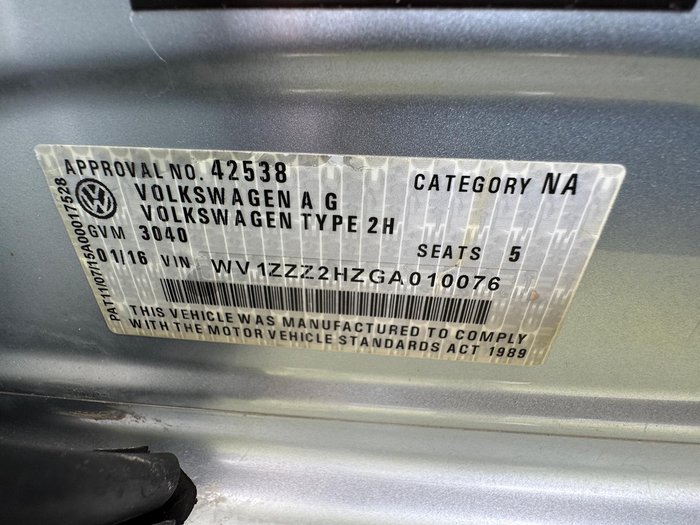 APPROVAL NO. 42538
CATEGORY NA
VOLKSWAGEN A G
VOLKSWAGEN TYPE 2H
GVM 3040
SEATS 5
01/16 VIN WV1ZZZ2HZGA010076
THIS VEHICLE WAS MANUFACTURED TO COMPLY
WITH THE MOTOR VEHICLE STANDARDS ACT 1989
PAT11/07/15A00017528